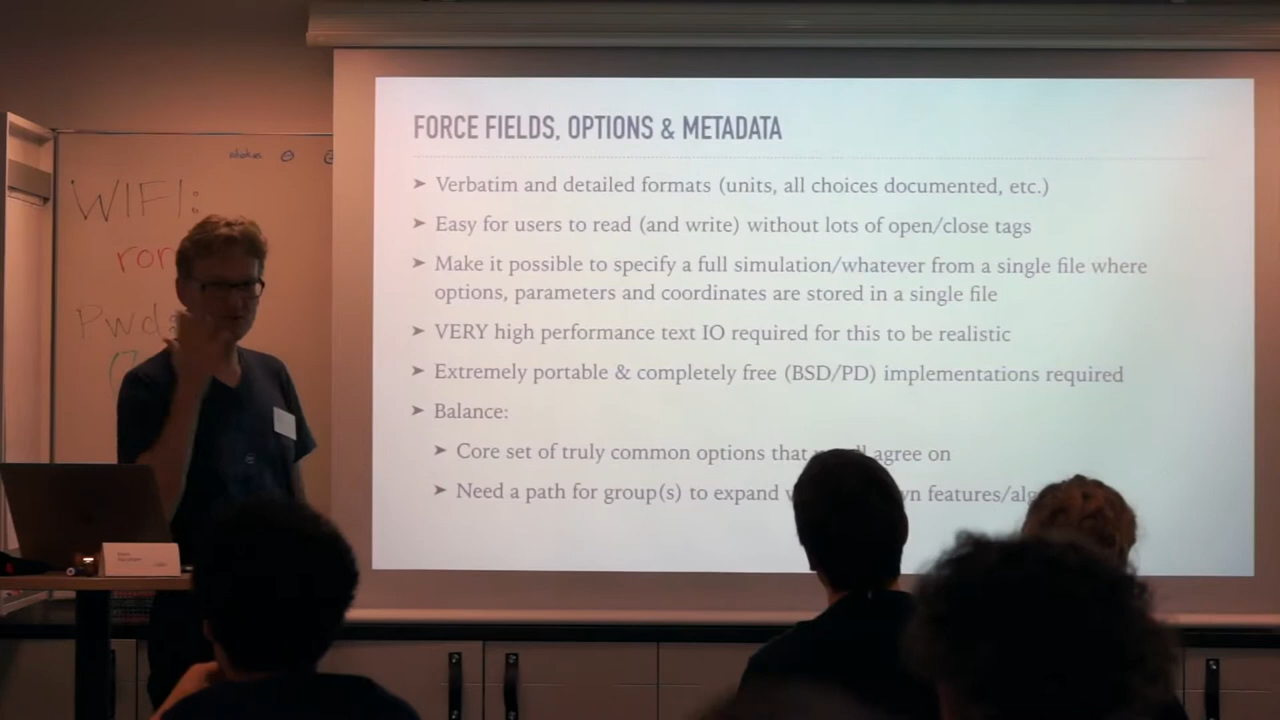 FORCE FIELDS, OPTIONS & METADATA
➤ Verbatim and detailed formats (units, all choices documented, etc.)
➤ Easy for users to read (and write) without lots of open/close tags
➤ Make it possible to specify a full simulation/whatever from a single file where
options, parameters and coordinates are stored in a single file
➤ VERY high performance text IO required for this to be realistic
➤ Extremely portable & completely free (BSD/PD) implementations required
➤ Balance:
➤ Core set of truly common options that agree on
➤ Need a path for group(s) to expand features/
WIFI:
Pwd: